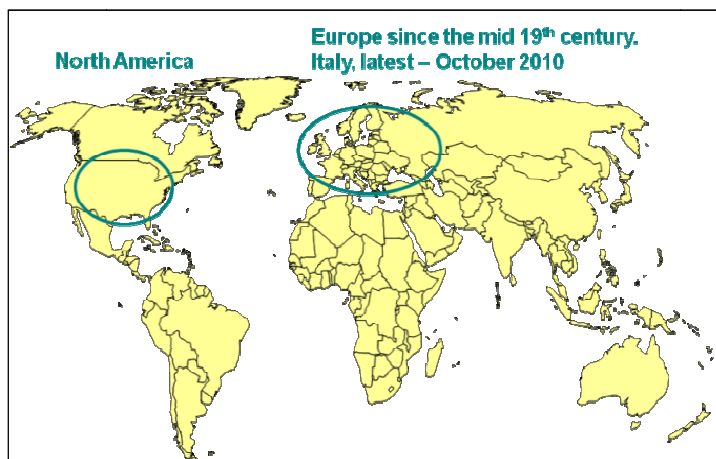 North America
Europe since the mid 19th century.
Italy, latest – October 2010